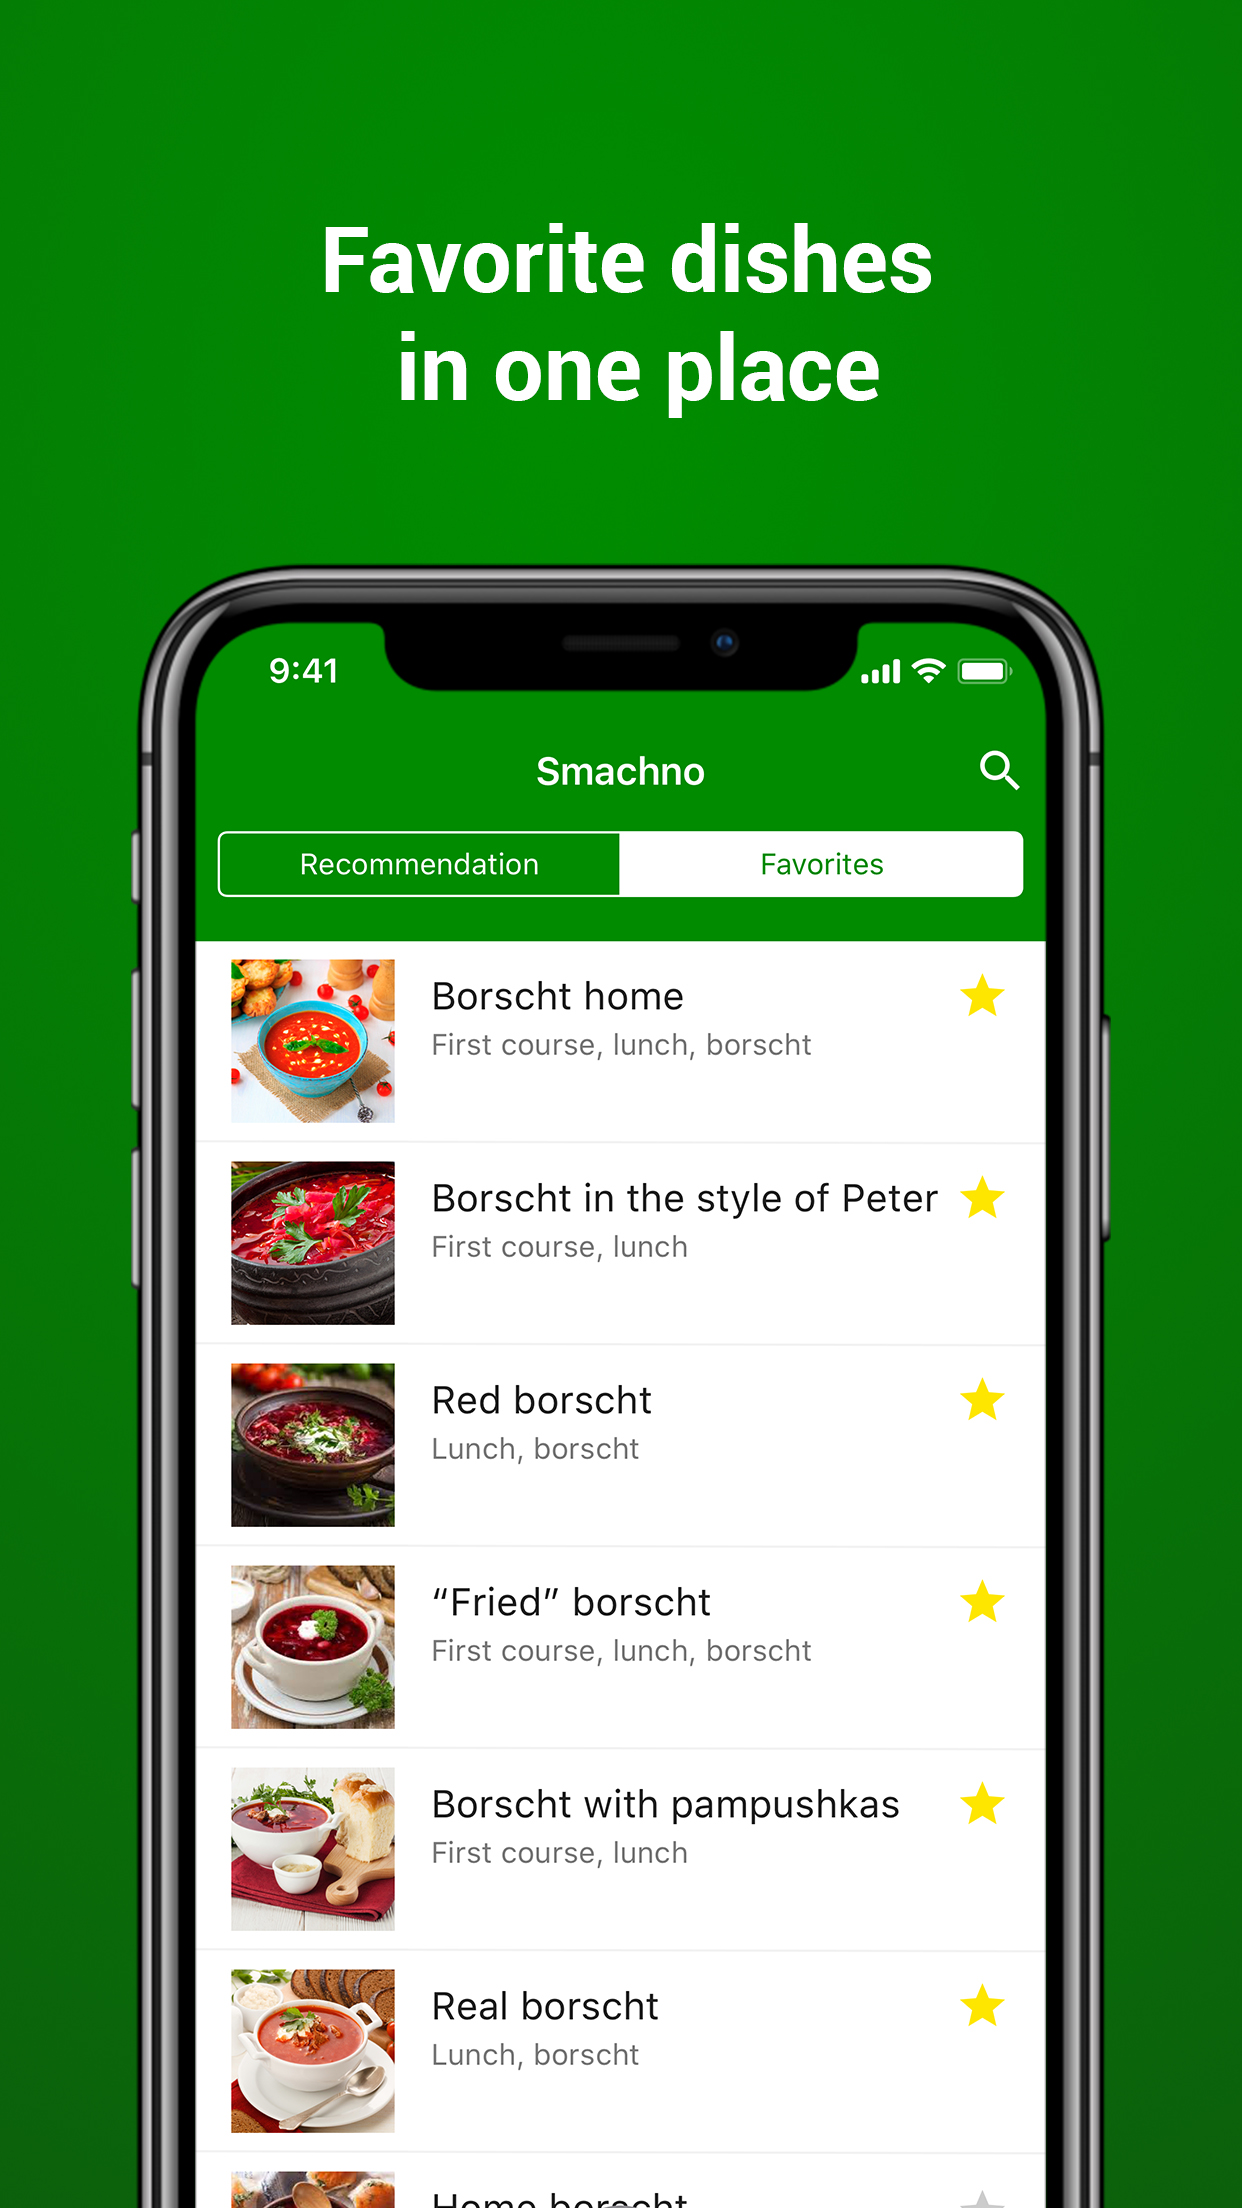 Favorite dishes
in one place
9:41
Smachno
Recommendation
Favorites
Borscht home
First course, lunch, borscht
Borscht in the style of Peter
First course, lunch
Red borscht
Lunch, borscht
“Fried” borscht
First course, lunch, borscht
Borscht with pampushkas
First course, lunch
Real borscht
Lunch, borscht
Home borscht